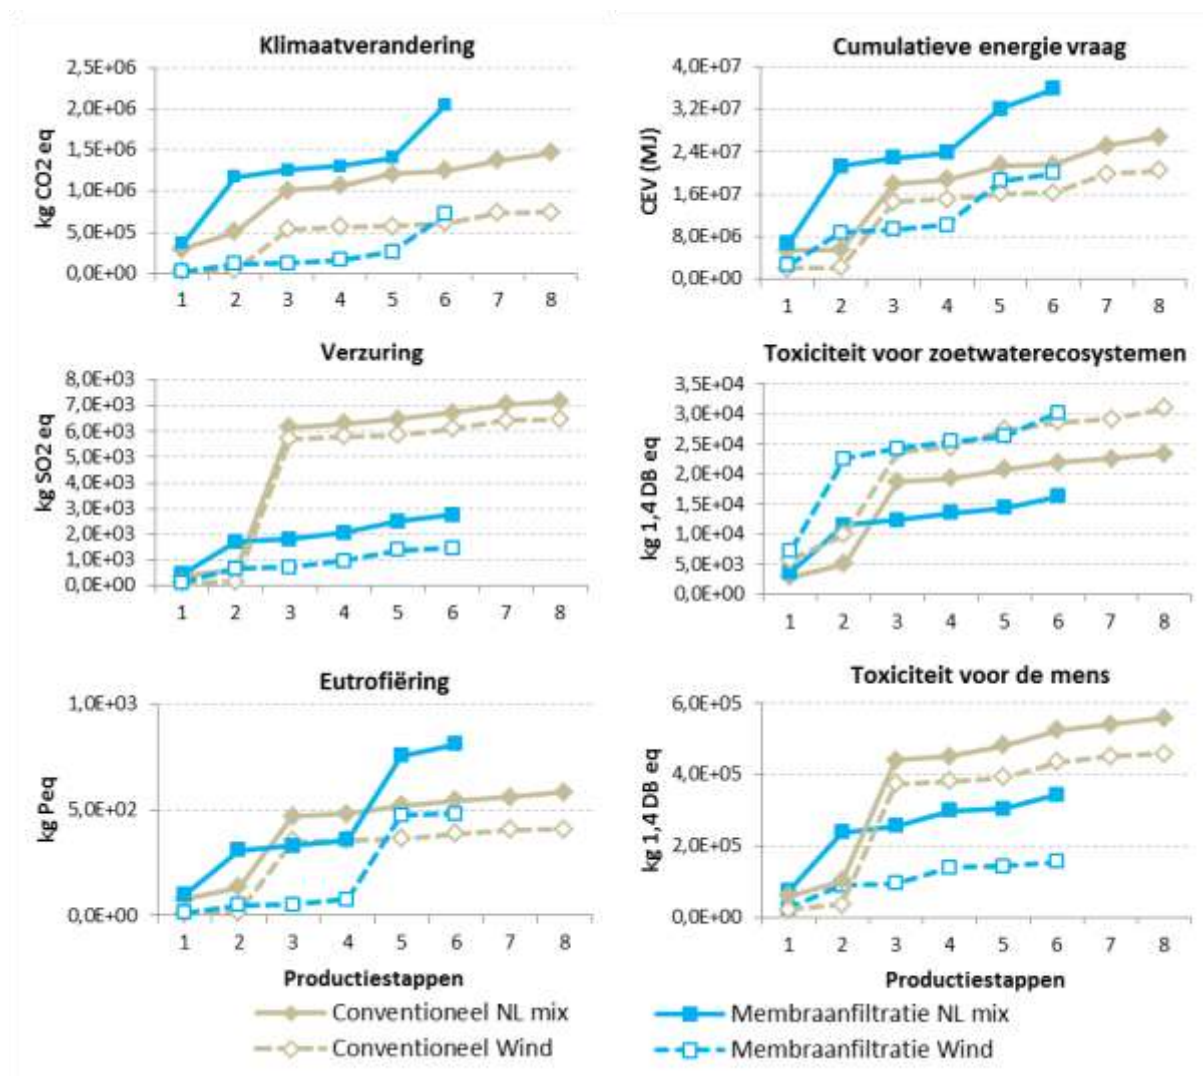 Klimaatverandering
kg CO2 eq
2,5E+06
2,0E+06
1,5E+06
1,0E+06
5,0E+05
0,0E+00
1 2 3 4 5 6 7 8
Cumulatieve energie vraag
CEV (MJ)
4,0E+07
3,2E+07
2,4E+07
1,6E+07
8,0E+06
0,0E+00
1 2 3 4 5 6 7 8
Verzuring
kg SO2 eq
8,0E+03
7,0E+03
6,0E+03
5,0E+03
4,0E+03
3,0E+03
2,0E+03
1,0E+03
0,0E+00
1 2 3 4 5 6 7 8
Toxiciteit voor zoetwaterecosystemen
kg 1,4 DB eq
3,5E+04
3,0E+04
2,5E+04
2,0E+04
1,5E+04
1,0E+04
5,0E+03
0,0E+00
1 2 3 4 5 6 7 8
Eutrofiëring
kg Peq
1,0E+03
5,0E+02
0,0E+00
1 2 3 4 5 6 7 8
Productiestappen
Toxiciteit voor de mens
kg 1,4 DB eq
6,0E+05
4,0E+05
2,0E+05
0,0E+00
1 2 3 4 5 6 7 8
Productiestappen
Conventioneel NL mix
Membraanfiltratie NL mix
Conventioneel Wind
Membraanfiltratie Wind